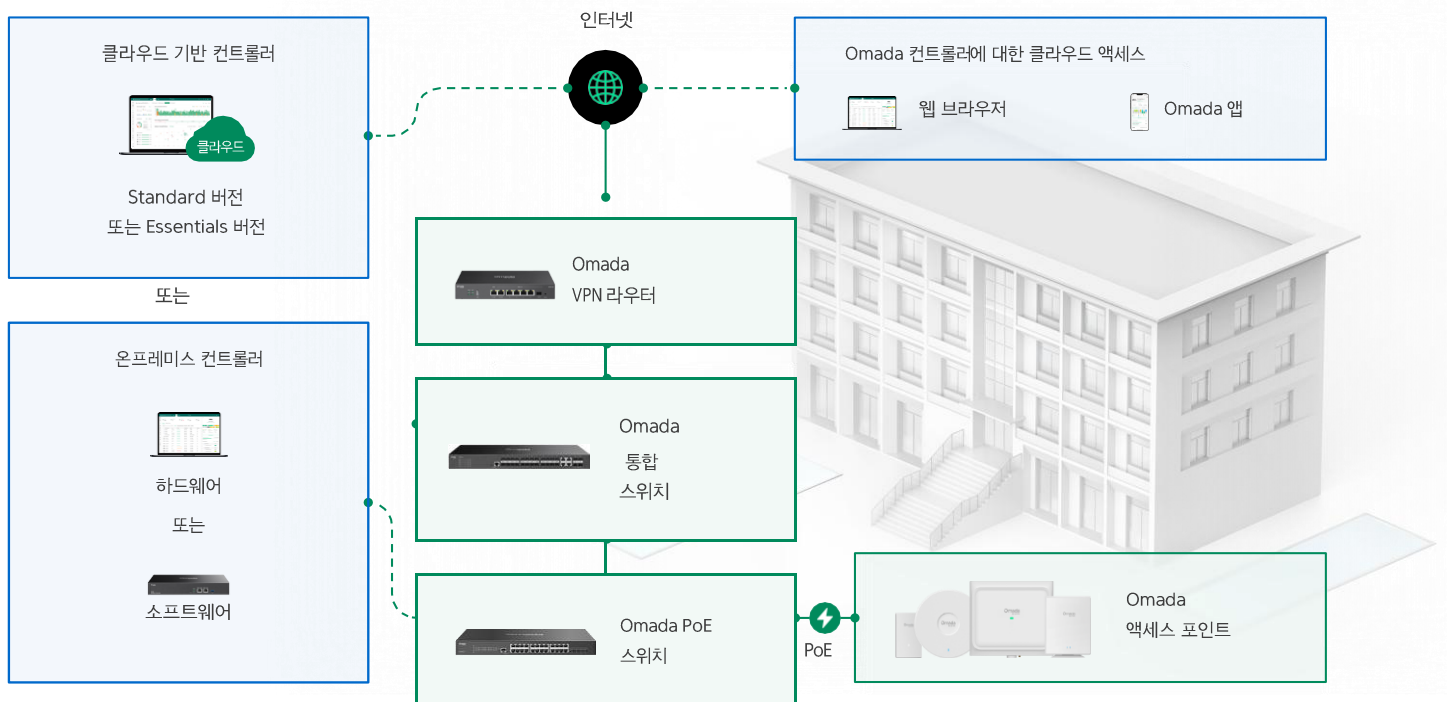 인터넷
클라우드 기반 컨트롤러
클라우드
Standard 버전
또는 Essentials 버전
또는
온프레미스 컨트롤러
하드웨어
또는
소프트웨어
Omada 컨트롤러에 대한 클라우드 액세스
웹 브라우저
Omada 앱
Omada
VPN 라우터
Omada
통합
스위치
Omada PoE
스위치
PoE
Omada
액세스 포인트